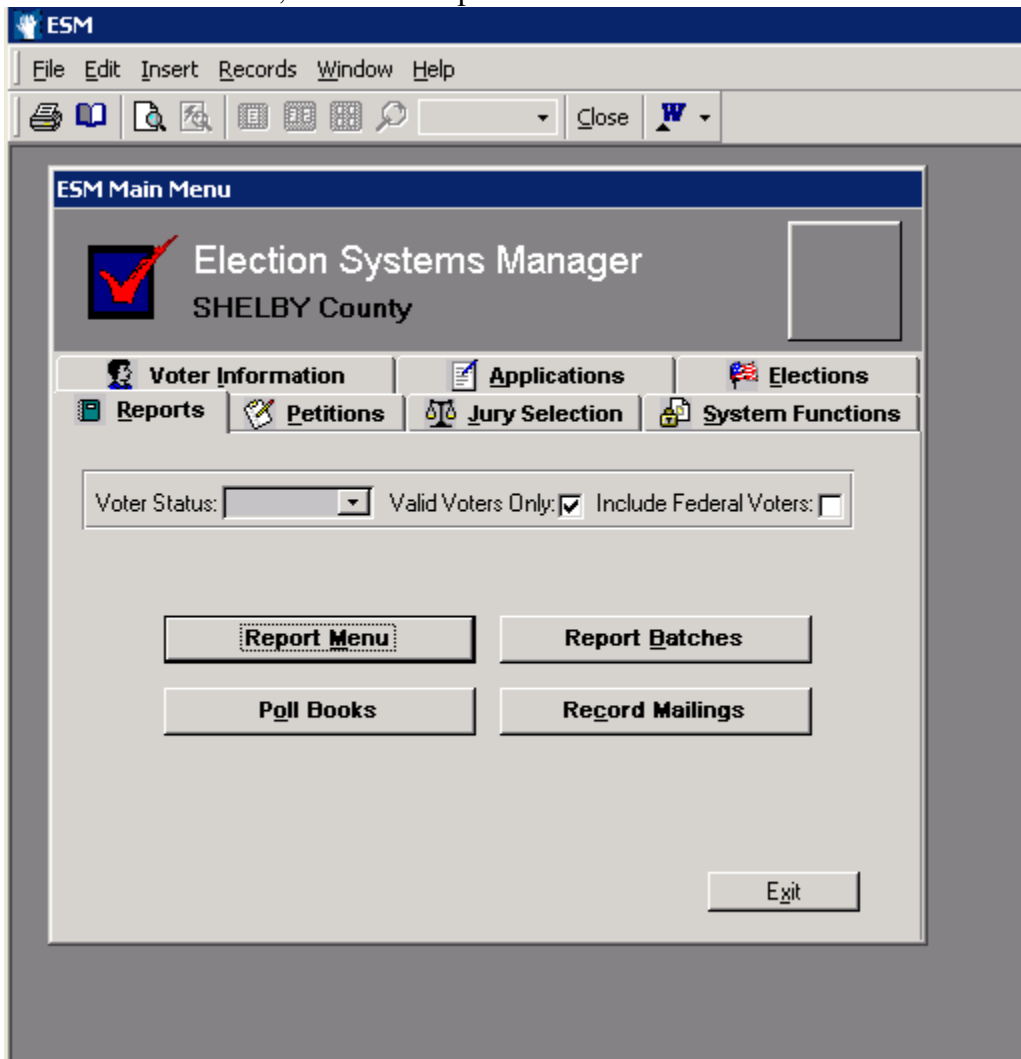 ESM
File Edit Insert Records Window Help
Close W
ESM Main Menu
Election Systems Manager
SHELBY County
Voter Information Applications Elections
Reports Petitions Jury Selection System Functions
Voter Status: Valid Voters Only: Include Federal Voters:
Report Menu Report Batches
Poll Books Record Mailings
Exit